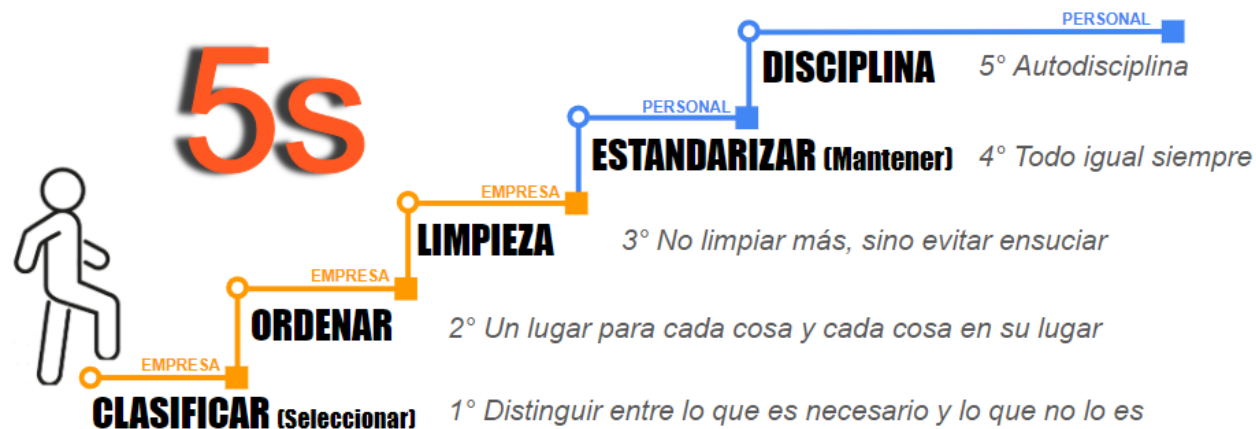 5s
PERSONAL
DISCIPLINA 5° Autodisciplina
PERSONAL
ESTANDARIZAR (Mantener) 4° Todo igual siempre
EMPRESA
LIMPIEZA 3° No limpiar más, sino evitar ensuciar
EMPRESA
ORDENAR 2° Un lugar para cada cosa y cada cosa en su lugar
EMPRESA
CLASIFICAR (Seleccionar) 1° Distinguir entre lo que es necesario y lo que no lo es